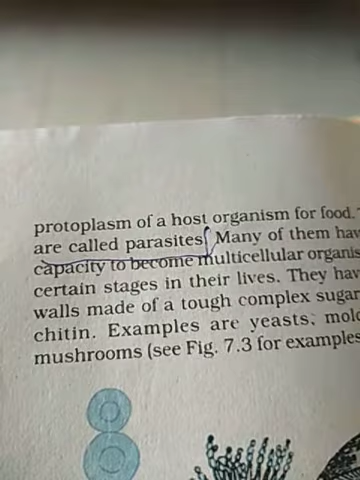 protoplasm of a host organism for food.
are called parasites. Many of them hav
capacity to become multicellular organis
certain stages in their lives. They hav
walls made of a tough complex sugar
chitin. Examples are yeasts, mol
mushrooms (see Fig. 7.3 for examples